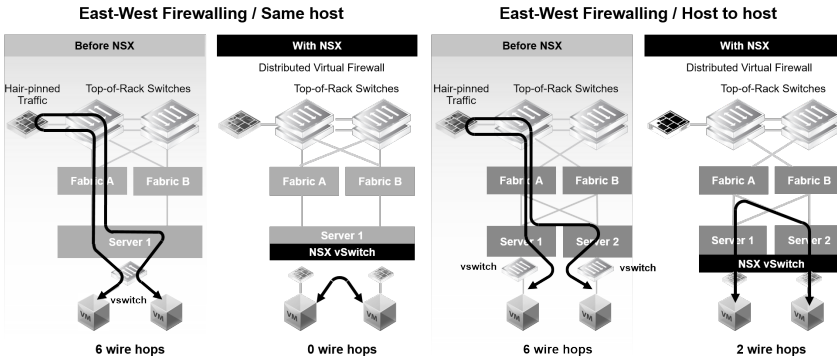 East-West Firewalling / Same host
East-West Firewalling / Host to host
Before NSX
Hair-pinned
Traffic
Top-of-Rack Switches
Fabric A
Fabric B
Server 1
vswitch
VM
VM
6 wire hops
With NSX
Distributed Virtual Firewall
Top-of-Rack Switches
Fabric A
Fabric B
Server 1
NSX vSwitch
VM
VM
0 wire hops
Before NSX
Hair-pinned
Traffic
Top-of-Rack Switches
Fabric A
Fabric B
Server 1
Server 2
vswitch
vswitch
VM
VM
6 wire hops
With NSX
Distributed Virtual Firewall
Top-of-Rack Switches
Fabric A
Fabric B
Server 1
Server 2
NSX vSwitch
VM
VM
2 wire hops